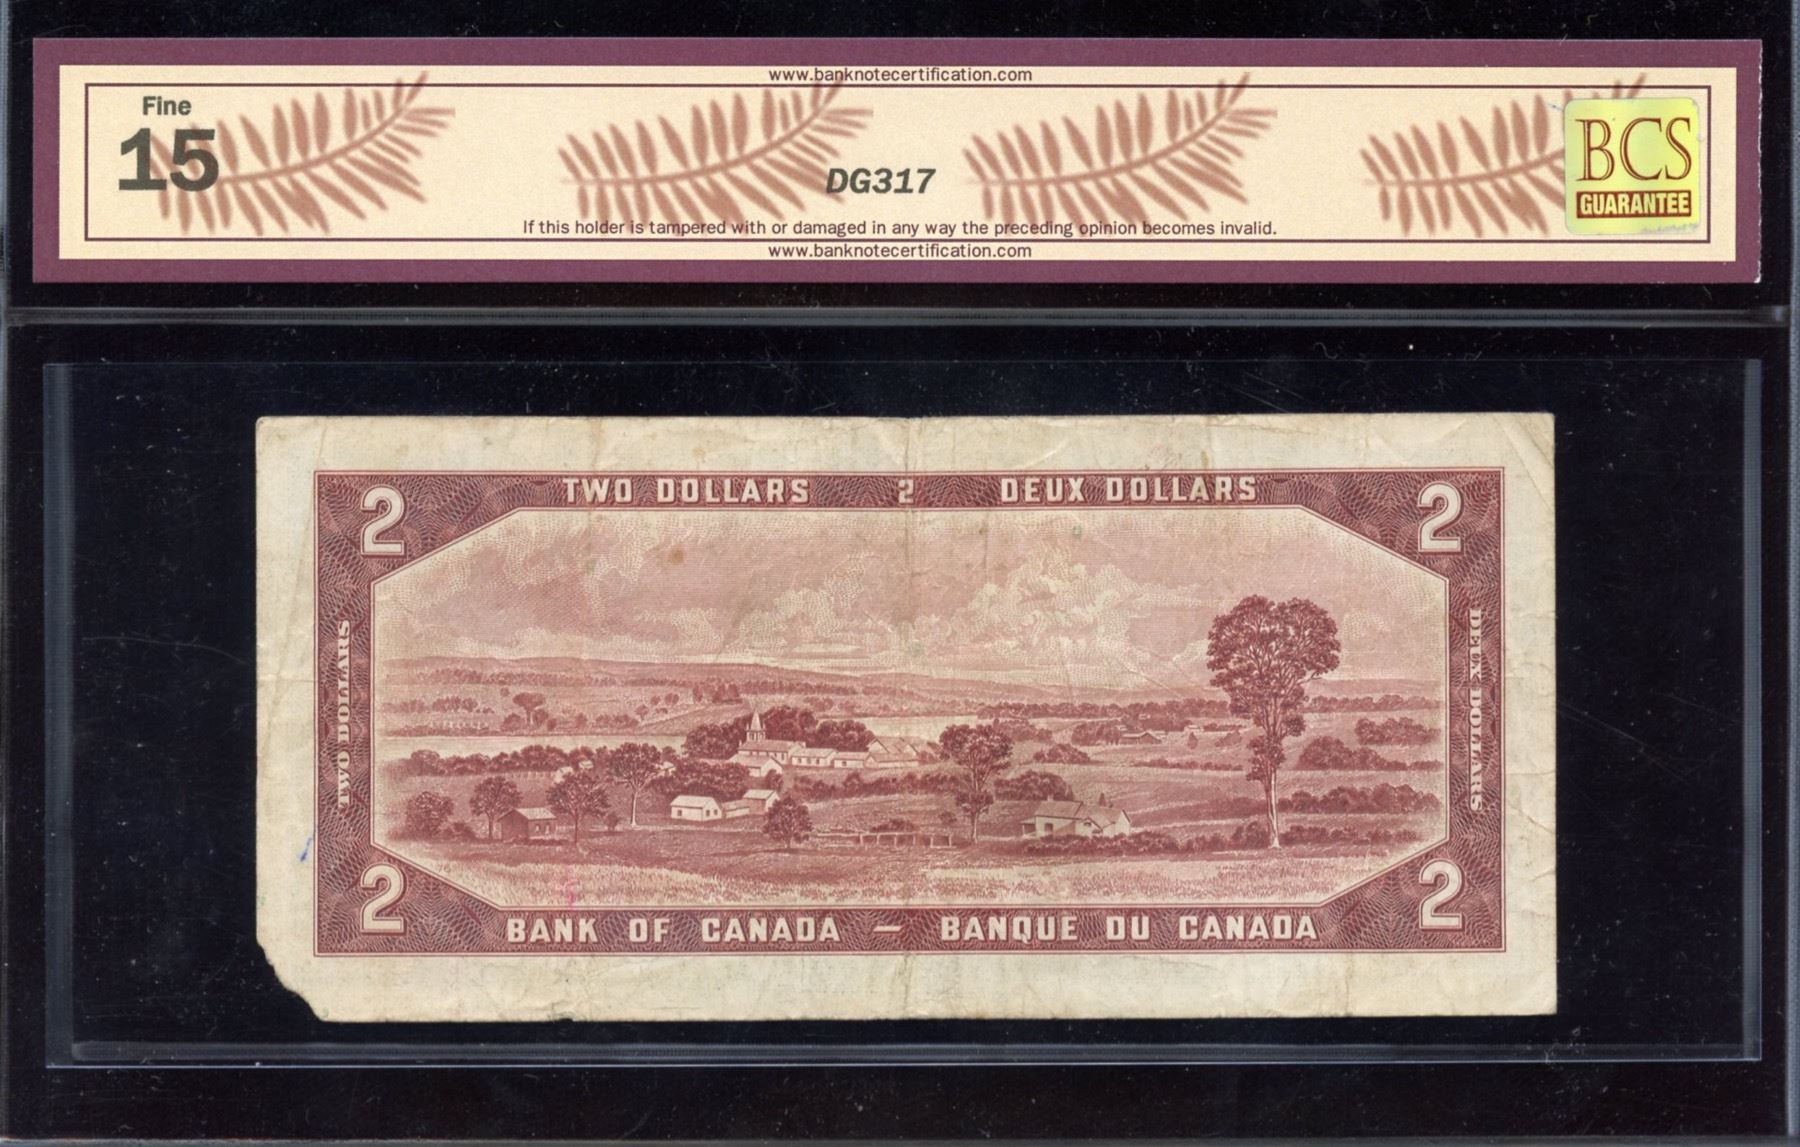 www.banknotecertification.com
Fine
15
DG317
BCS
GUARANTEE
If this holder is tampered with or damaged in any way the preceding opinion becomes invalid.
www.banknotecertification.com
2 TWO DOLLARS 2 DEUX DOLLARS 2
TWO DOLLARS
DEUX DOLLARS
2 BANK OF CANADA — BANQUE DU CANADA 2